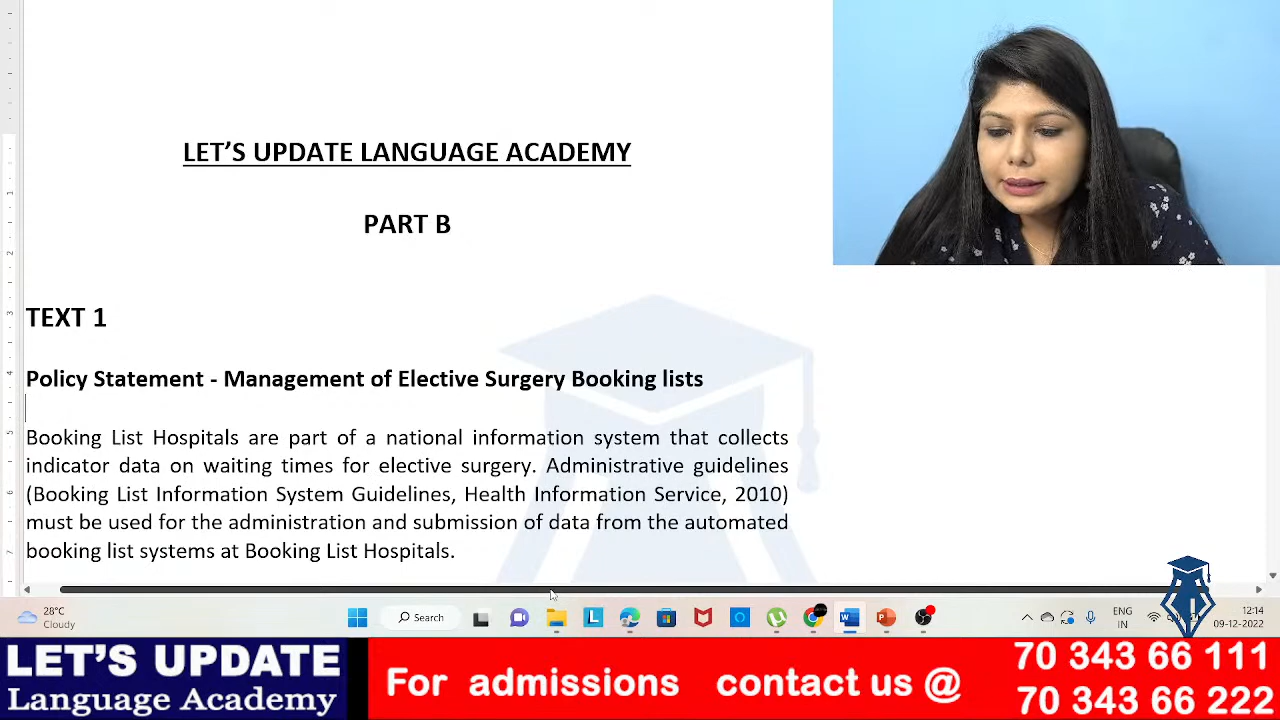 LET'S UPDATE LANGUAGE ACADEMY
PART B
TEXT 1
Policy Statement - Management of Elective Surgery Booking lists
Booking List Hospitals are part of a national information system that collects
indicator data on waiting times for elective surgery. Administrative guidelines
(Booking List Information System Guidelines, Health Information Service, 2010)
must be used for the administration and submission of data from the automated
booking list systems at Booking List Hospitals.
28°C
Cloudy
Search
ENG
IN
12:14
09-12-2022
LET'S UPDATE
Language Academy
For admissions contact us @
70 343 66 111
70 343 66 222